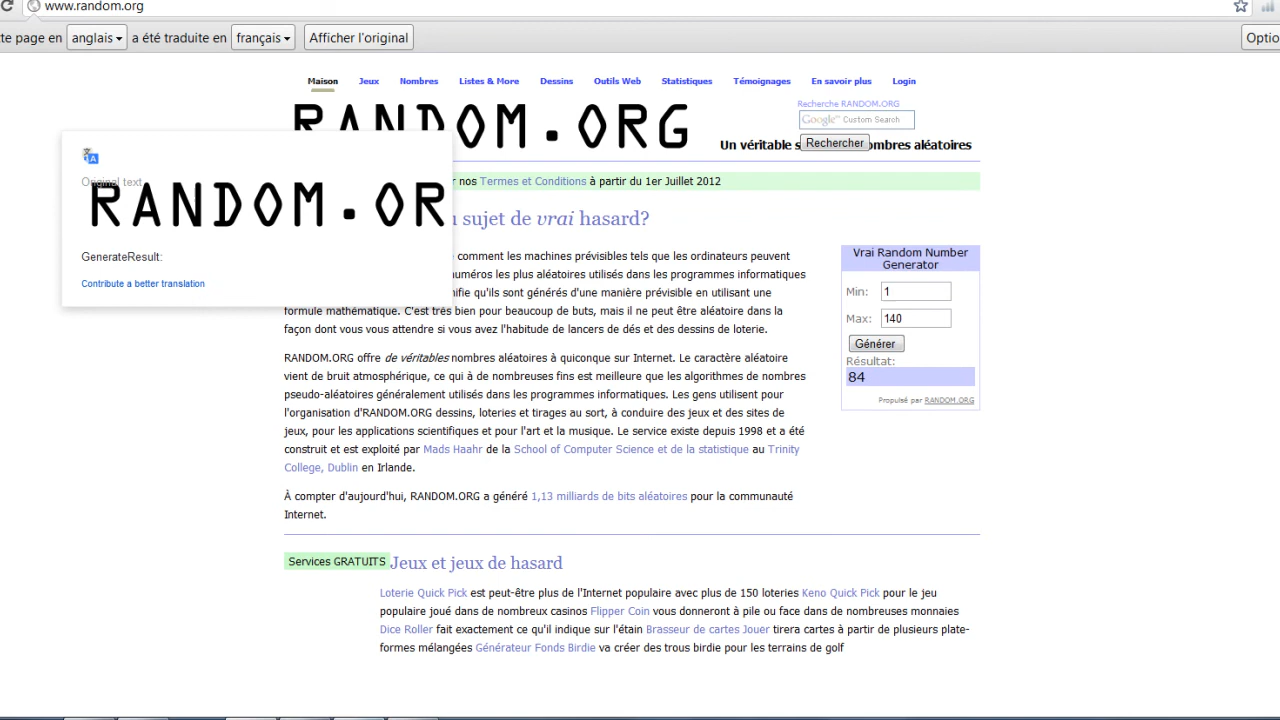 www.random.org
te page en anglais a été traduite en français Afficher l'original Optio
Maison Jeux Nombres Listes & More Dessins Outils Web Statistiques Témoignages En savoir plus Login
RANDOM.ORG
Recherche RANDOM.ORG
Google™ Custom Search
Rechercher
Un véritable s ombres aléatoires
Original text
RANDOM.OR
GenerateResult:
Contribute a better translation
r nos Termes et Conditions à partir du 1er Juillet 2012
u sujet de vrai hasard?
comment les machines prévisibles tels que les ordinateurs peuvent
numéros les plus aléatoires utilisés dans les programmes informatiques
nifie qu'ils sont générés d'une manière prévisible en utilisant une
formule mathématique. C'est très bien pour beaucoup de buts, mais il ne peut être aléatoire dans la
façon dont vous vous attendre si vous avez l'habitude de lancers de dés et des dessins de loterie.
RANDOM.ORG offre de véritables nombres aléatoires à quiconque sur Internet. Le caractère aléatoire
vient de bruit atmosphérique, ce qui à de nombreuses fins est meilleure que les algorithmes de nombres
pseudo-aléatoires généralement utilisés dans les programmes informatiques. Les gens utilisent pour
l'organisation d'RANDOM.ORG dessins, loteries et tirages au sort, à conduire des jeux et des sites de
jeux, pour les applications scientifiques et pour l'art et la musique. Le service existe depuis 1998 et a été
construit et est exploité par Mads Haahr de la School of Computer Science et de la statistique au Trinity
College, Dublin en Irlande.
À compter d'aujourd'hui, RANDOM.ORG a généré 1,13 milliards de bits aléatoires pour la communauté
Internet.
Vrai Random Number
Generator
Min: 1
Max: 140
Générer
Résultat:
84
Propulsé par RANDOM.ORG
Services GRATUITS Jeux et jeux de hasard
Loterie Quick Pick est peut-être plus de l'Internet populaire avec plus de 150 loteries Keno Quick Pick pour le jeu
populaire joué dans de nombreux casinos Flipper Coin vous donneront à pile ou face dans de nombreuses monnaies
Dice Roller fait exactement ce qu'il indique sur l'étain Brasseur de cartes Jouer tirera cartes à partir de plusieurs plate-
formes mélangées Générateur Fonds Birdie va créer des trous birdie pour les terrains de golf